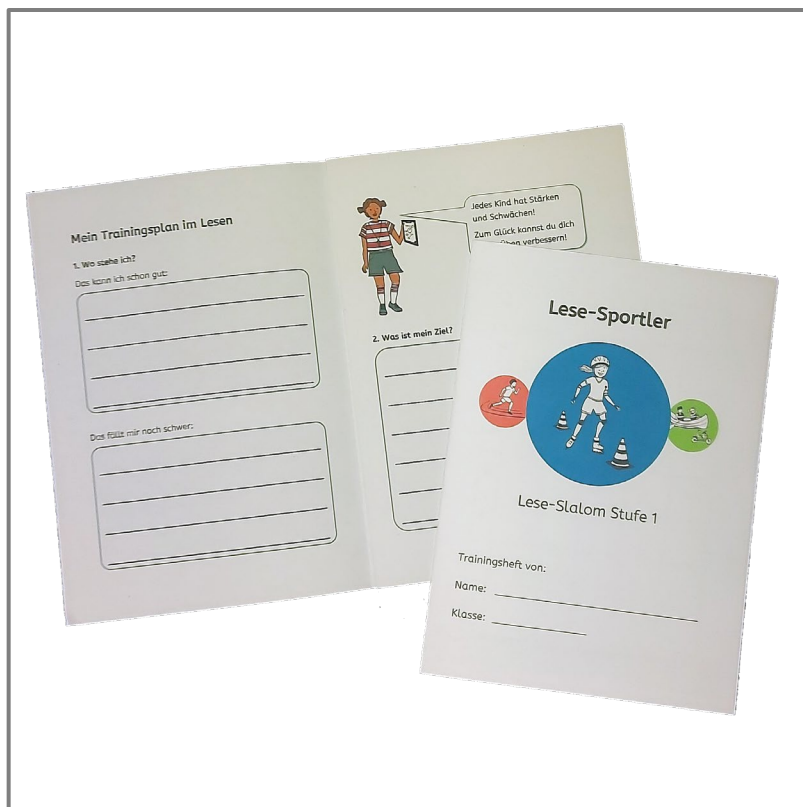 Mein Trainingsplan im Lesen
1. Wo stehe ich?
Das kann ich schon gut:
Das fällt mir noch schwer:
Jedes Kind hat Stärken
und Schwächen!
Zum Glück kannst du dich
verbessern!
2. Was ist mein Ziel?
Lese-Sportler
Lese-Slalom Stufe 1
Trainingsheft von:
Name:
Klasse: